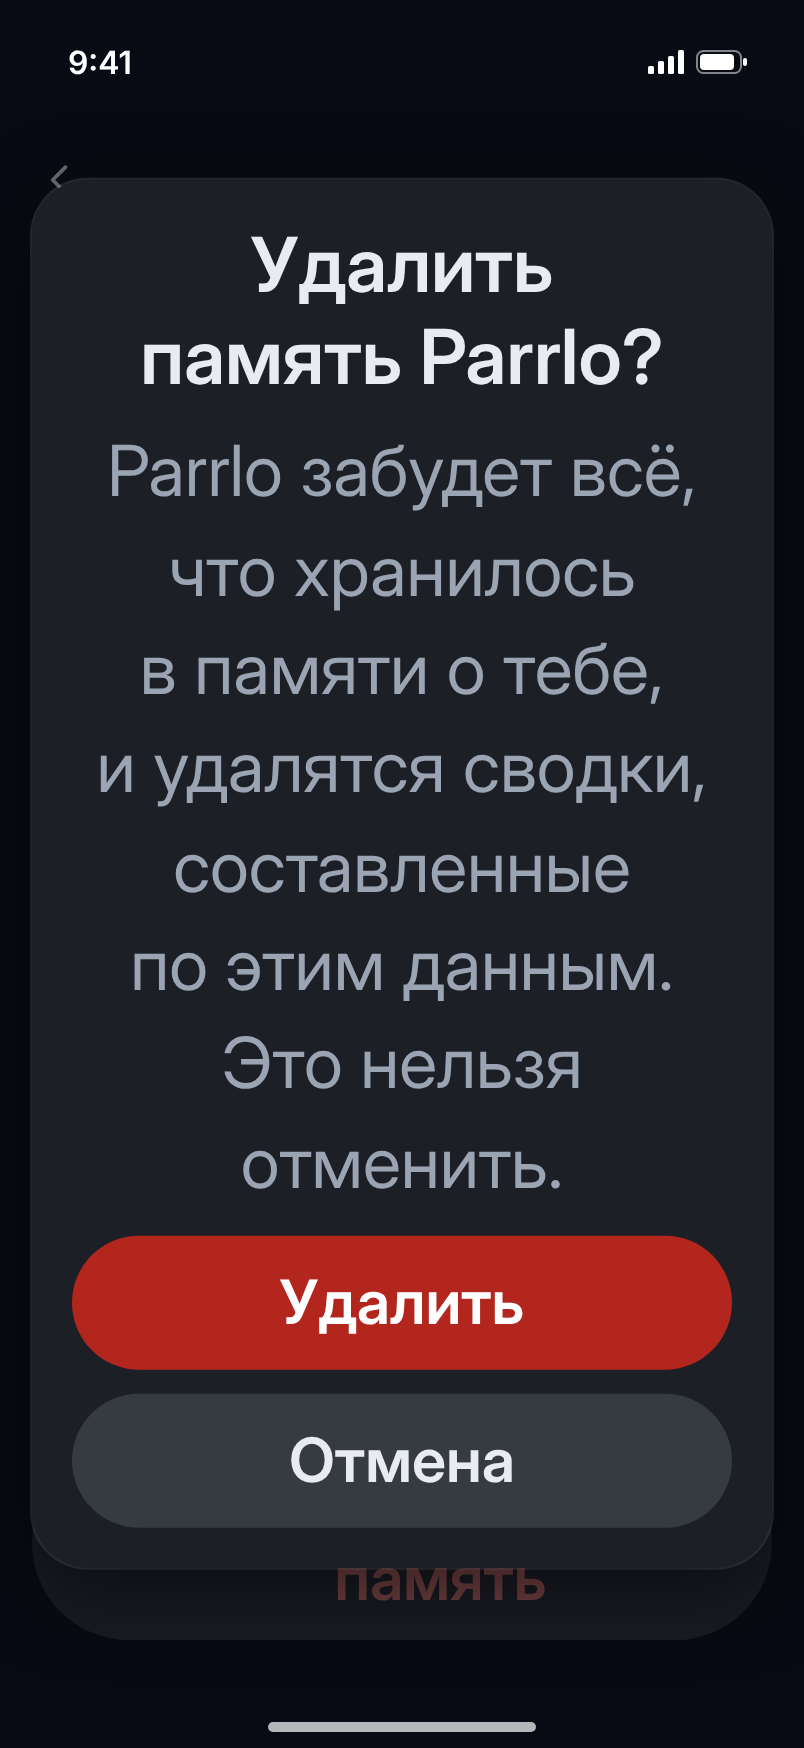 9:41
Удалить
память Parrlo?
Parrlo забудет всё,
что хранилось
в памяти о тебе,
и удалятся сводки,
составленные
по этим данным.
Это нельзя
отменить.
Удалить
Отмена
память